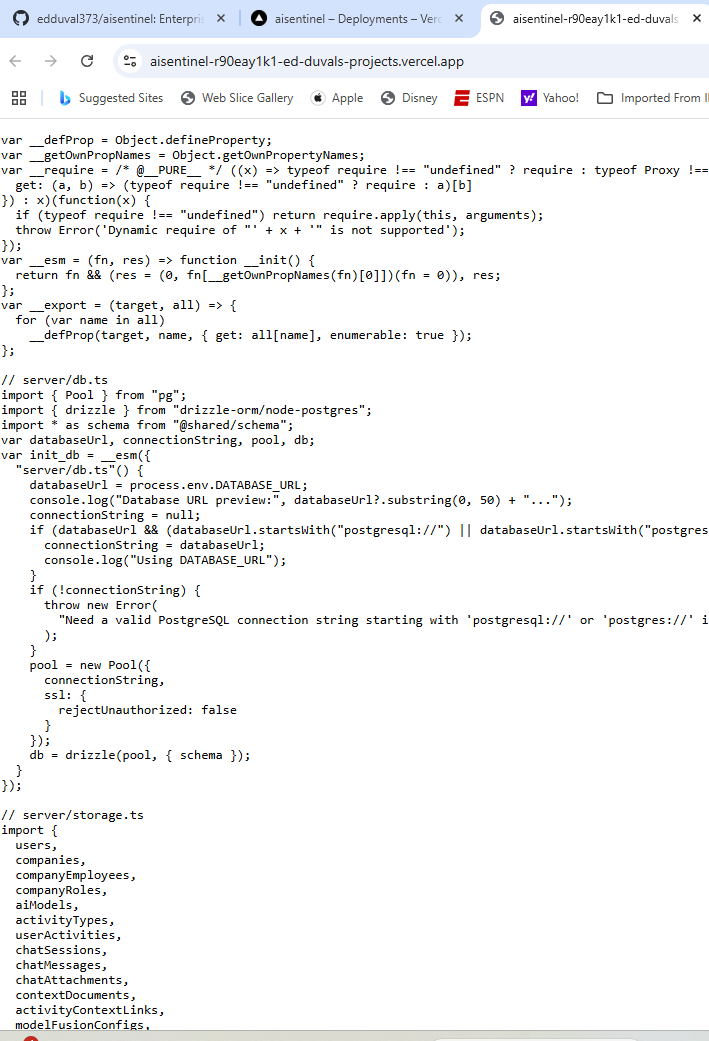 edduval373/aisentinel: Enterpris
aisentinel – Deployments – Verc
aisentinel-r90eay1k1-ed-duvals-
aisentinel-r90eay1k1-ed-duvals-projects.vercel.app
Suggested Sites
Web Slice Gallery
Apple
Disney
ESPN
Yahoo!
Imported From I
var __defProp = Object.defineProperty;
var __getOwnPropNames = Object.getOwnPropertyNames;
var __require = /* @__PURE__ */ ((x) => typeof require !== "undefined" ? require : typeof Proxy !==
  get: (a, b) => (typeof require !== "undefined" ? require : a)[b]
}) : x)(function(x) {
  if (typeof require !== "undefined") return require.apply(this, arguments);
  throw Error('Dynamic require of "' + x + '" is not supported');
});
var __esm = (fn, res) => function __init() {
  return fn && (res = (0, fn[__getOwnPropNames(fn)[0]])(fn = 0)), res;
};
var __export = (target, all) => {
  for (var name in all)
    __defProp(target, name, { get: all[name], enumerable: true });
};
// server/db.ts
import { Pool } from "pg";
import { drizzle } from "drizzle-orm/node-postgres";
import * as schema from "@shared/schema";
var databaseUrl, connectionString, pool, db;
var init_db = __esm({
  "server/db.ts"() {
    databaseUrl = process.env.DATABASE_URL;
    console.log("Database URL preview:", databaseUrl?.substring(0, 50) + "...");
    connectionString = null;
    if (databaseUrl && (databaseUrl.startsWith("postgresql://") || databaseUrl.startsWith("postgres
      connectionString = databaseUrl;
      console.log("Using DATABASE_URL");
    }
    if (!connectionString) {
      throw new Error(
        "Need a valid PostgreSQL connection string starting with 'postgresql://' or 'postgres://' i
      );
    }
    pool = new Pool({
      connectionString,
      ssl: {
        rejectUnauthorized: false
      }
    });
    db = drizzle(pool, { schema });
  }
});
// server/storage.ts
import {
  users,
  companies,
  companyEmployees,
  companyRoles,
  aiModels,
  activityTypes,
  userActivities,
  chatSessions,
  chatMessages,
  chatAttachments,
  contextDocuments,
  activityContextLinks,
  modelFusionConfigs,